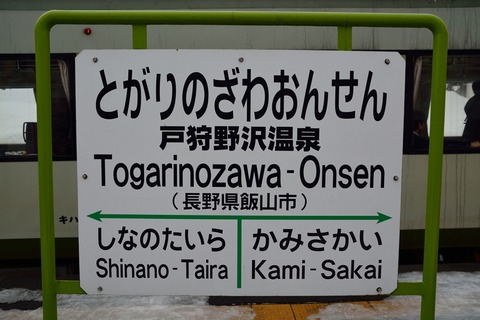 とがりのざわおんせん
戸狩野沢温泉
Togarinozawa-Onsen
(長野県飯山市)
しなのたいら かみさかい
Shinano-Taira Kami-Sakai
キハ